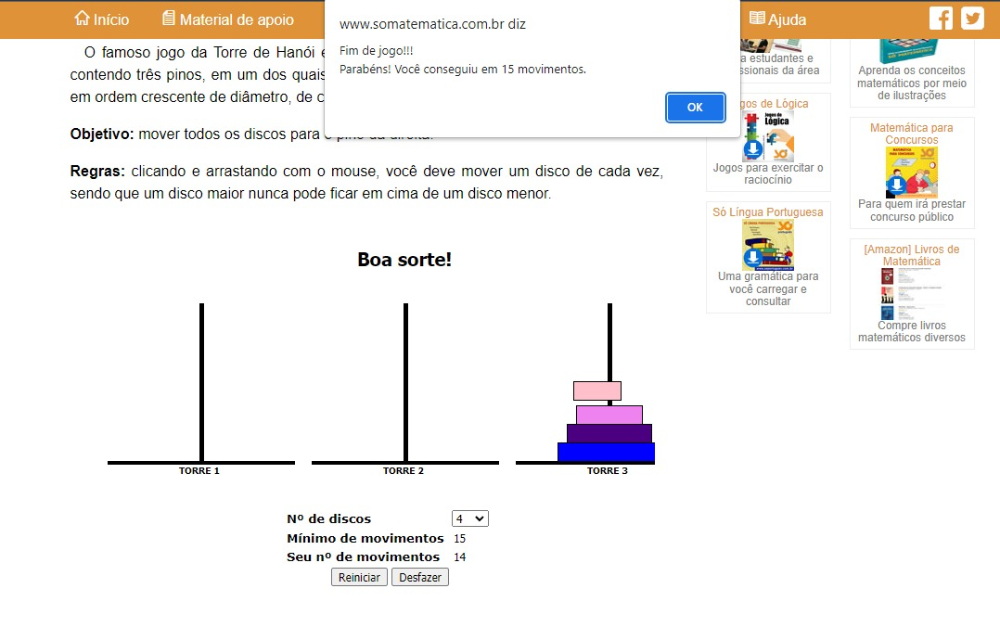 Início
Material de apoio
Ajuda
www.somatematica.com.br diz
Fim de jogo!!!
Parabéns! Você conseguiu em 15 movimentos.
OK
O famoso jogo da Torre de Hanói
contendo três pinos, em um dos quais
em ordem crescente de diâmetro, de
Objetivo: mover todos os discos para o pino da direita.
Regras: clicando e arrastando com o mouse, você deve mover um disco de cada vez,
sendo que um disco maior nunca pode ficar em cima de um disco menor.
Boa sorte!
TORRE 1
TORRE 2
TORRE 3
Nº de discos 4
Mínimo de movimentos 15
Seu nº de movimentos 14
Reiniciar
Desfazer
a estudantes e
ssionais da área
gos de Lógica
Jogos de
Lógica
Jogos para exercitar o
raciocínio
Só Língua Portuguesa
Uma gramática para
você carregar e
consultar
Aprenda os conceitos
matemáticos por meio
de ilustrações
Matemática para
Concursos
MATEMÁTICA
PARA CONCURSOS
Para quem irá prestar
concurso público
[Amazon] Livros de
Matemática
Compre livros
matemáticos diversos